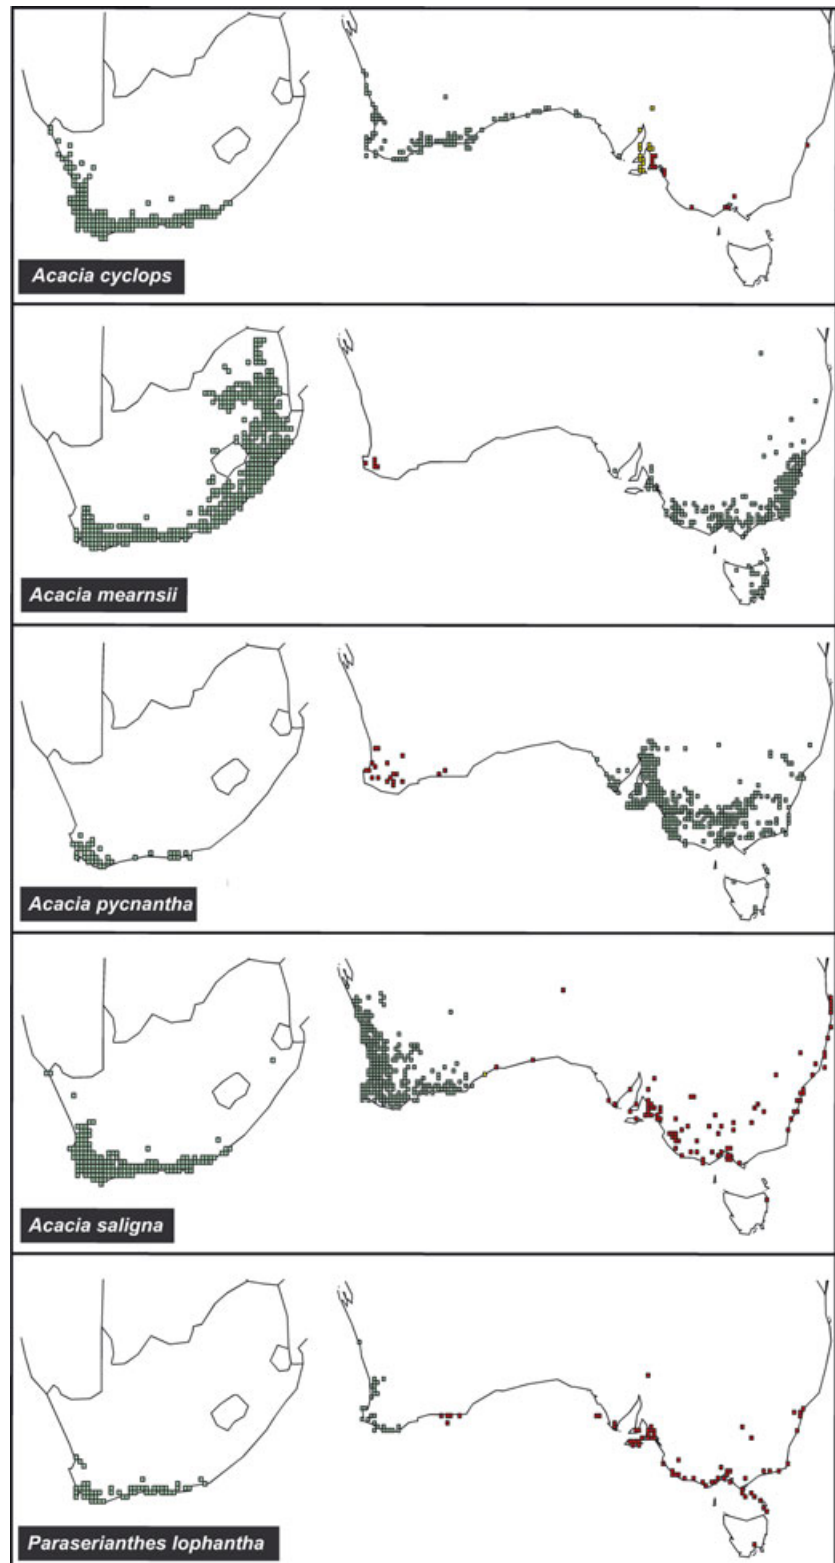 Acacia cyclops
Acacia mearnsii
Acacia pycnantha
Acacia saligna
Paraserianthes lophantha